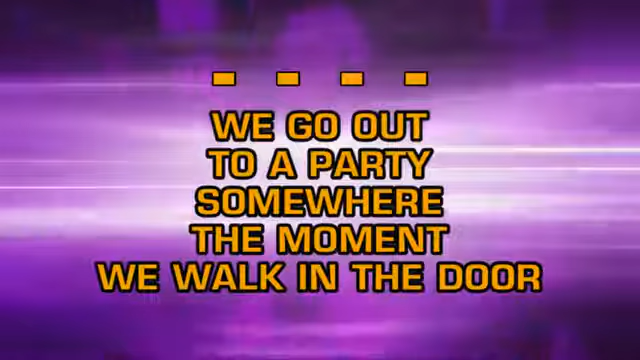 WE GO OUT
TO A PARTY
SOMEWHERE
THE MOMENT
WE WALK IN THE DOOR